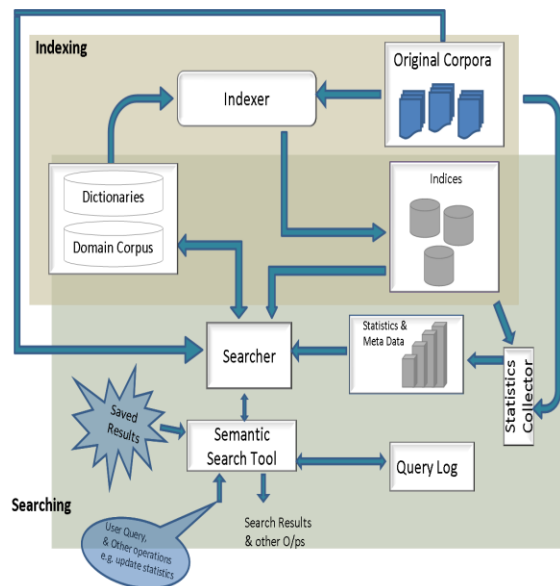 Indexing
Original Corpora
Indexer
Dictionaries
Domain Corpus
Indices
Statistics &
Meta Data
Searcher
Statistics
Collector
Saved
Results
Semantic
Search Tool
Query Log
Searching
User Query,
& Other operations
e.g. update statistics
Search Results
& other O/ps